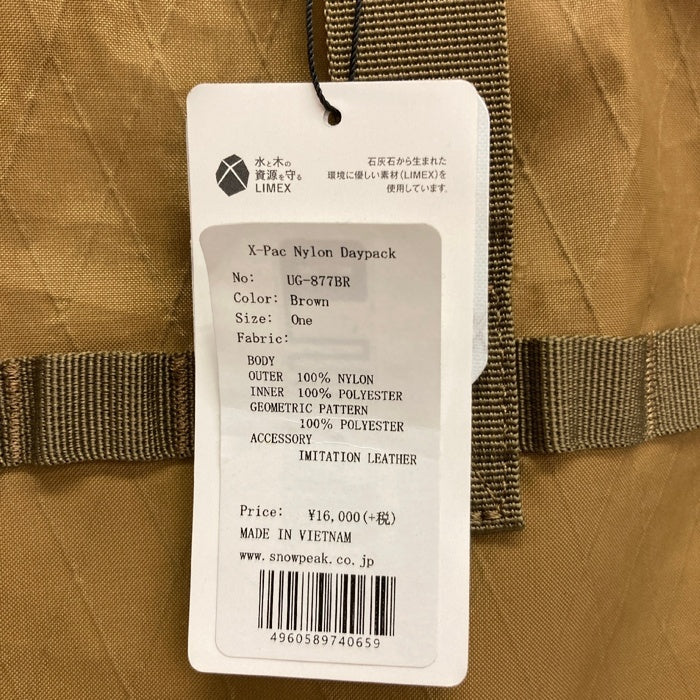 水と木の
資源を守る
LIMEX
石灰石から生まれた
環境に優しい素材(LIMEX)を
使用しています。
X-Pac Nylon Daypack
No: UG-877BR
Color: Brown
Size: One
Fabric:
BODY
OUTER 100% NYLON
INNER 100% POLYESTER
GEOMETRIC PATTERN
100% POLYESTER
ACCESSORY
IMITATION LEATHER
Price: ¥16,000(+税)
MADE IN VIETNAM
www.snowpeak.co.jp
4960589740659